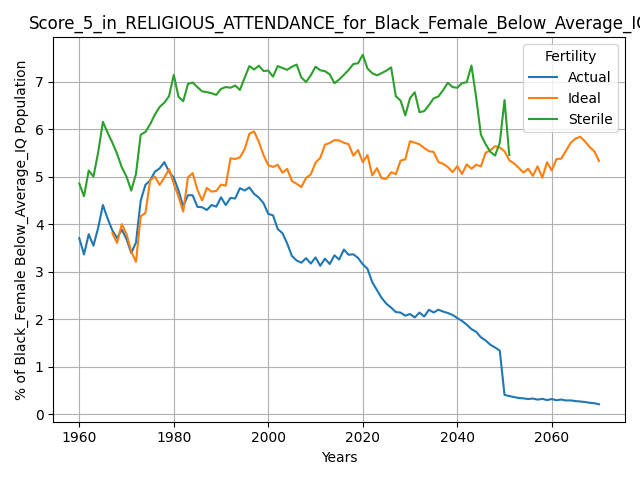 Score_5_in_RELIGIOUS_ATTENDANCE_for_Black_Female_Below_Average_IQ
Fertility
Actual
Ideal
Sterile
% of Black_Female Below_Average_IQ Population
7
6
5
4
3
2
1
0
1960 1980 2000 2020 2040 2060
Years